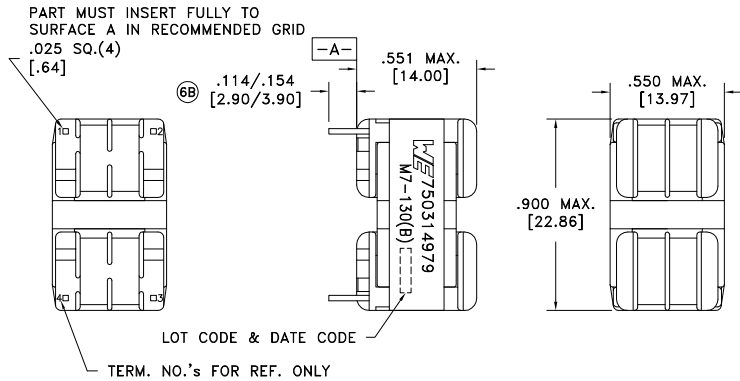 PART MUST INSERT FULLY TO
SURFACE A IN RECOMMENDED GRID
.025 SQ.(4)
[.64]
-A-
.551 MAX.
[14.00]
6B
.114/.154
[2.90/3.90]
.550 MAX.
[13.97]
1
2
WE 750314979
M7-130(B)
.900 MAX.
[22.86]
4
3
LOT CODE & DATE CODE
TERM. NO.'s FOR REF. ONLY